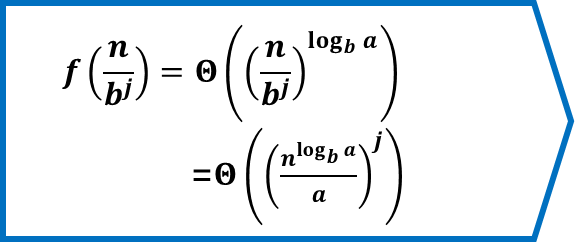 f(n/b^j) = Θ((n/b^j)^{log_b a})
=Θ((n^{log_b a}/a)^j)